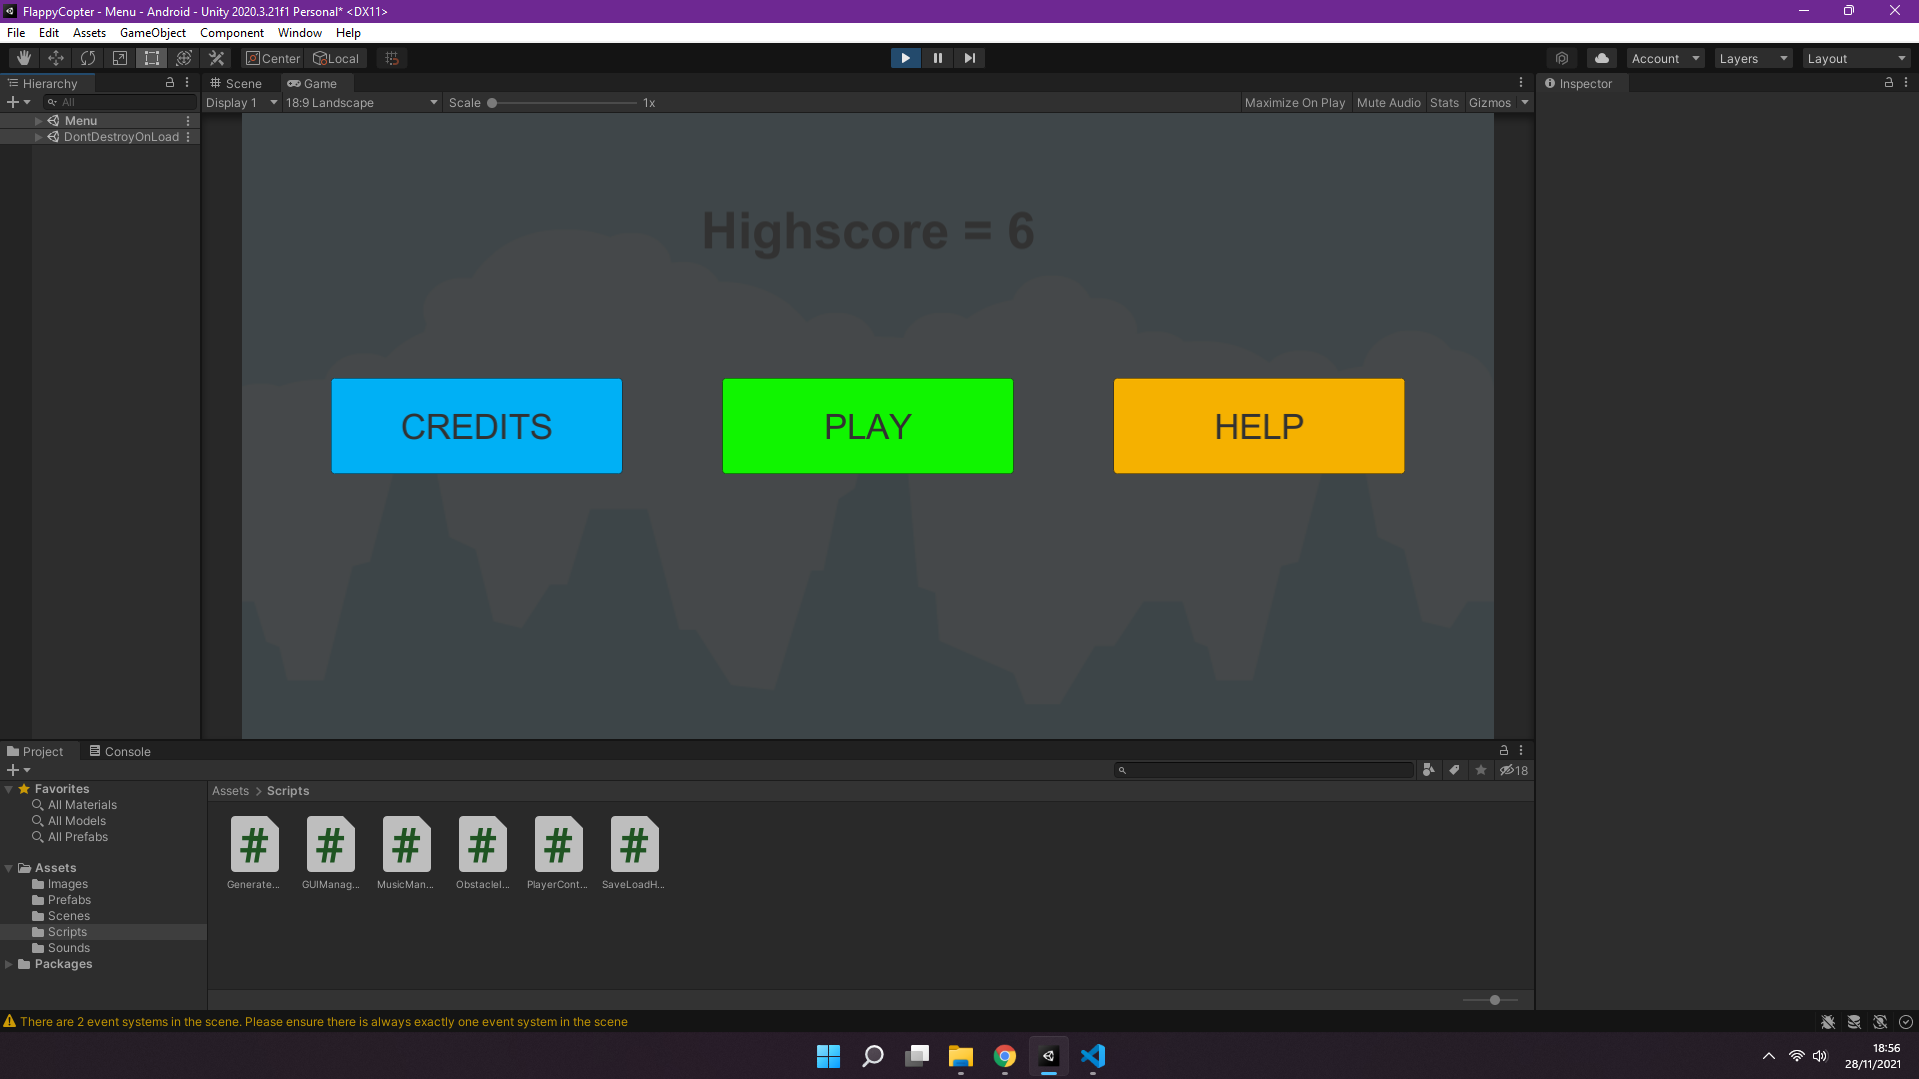 FlappyCopter - Menu - Android - Unity 2020.3.21f1 Personal* <DX11>
File Edit Assets GameObject Component Window Help
Center Local Account Layers Layout
Hierarchy Scene Game Inspector
All Display 1 18:9 Landscape Scale 1x Maximize On Play Mute Audio Stats Gizmos
Menu
DontDestroyOnLoad
Highscore = 6
CREDITS PLAY HELP
Project Console
18
Favorites
All Materials
All Models
All Prefabs
Assets
Images
Prefabs
Scenes
Scripts
Sounds
Packages
Assets > Scripts
# # # # # #
Generate... GUIManag... MusicMan... ObstacleI... PlayerCont... SaveLoadH...
There are 2 event systems in the scene. Please ensure there is always exactly one event system in the scene
18:56
28/11/2021